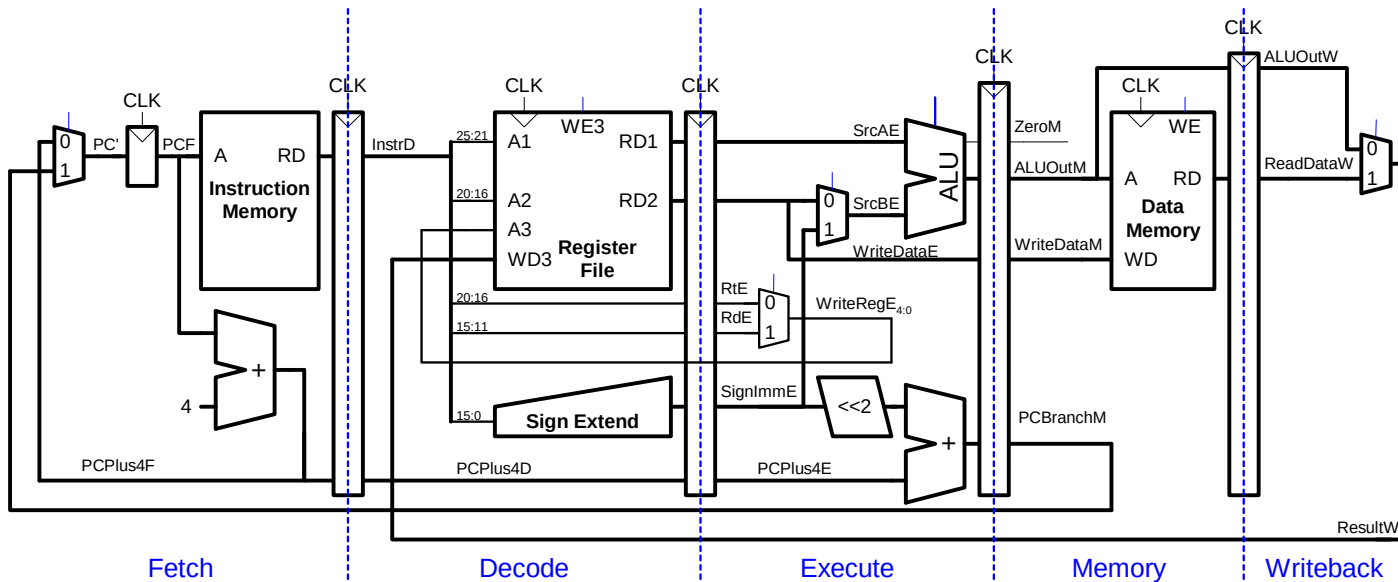 CLK
ALUOutW
CLK
CLK
CLK
CLK
CLK
CLK
0
1
PC'
PCF
A
RD
Instruction
Memory
InstrD
25:21
A1
WE3
RD1
SrcAE
ALU
ZeroM
ALUOutM
WE
A
RD
Data
Memory
WD
ReadDataW
0
1
20:16
A2
RD2
0
1
SrcBE
A3
WD3
Register
File
WriteDataE
WriteDataM
20:16
RtE
0
WriteRegE4:0
15:11
RdE
1
4
+
15:0
Sign Extend
SignImmE
<<2
+
PCBranchM
PCPlus4F
PCPlus4D
PCPlus4E
ResultW
Fetch
Decode
Execute
Memory
Writeback